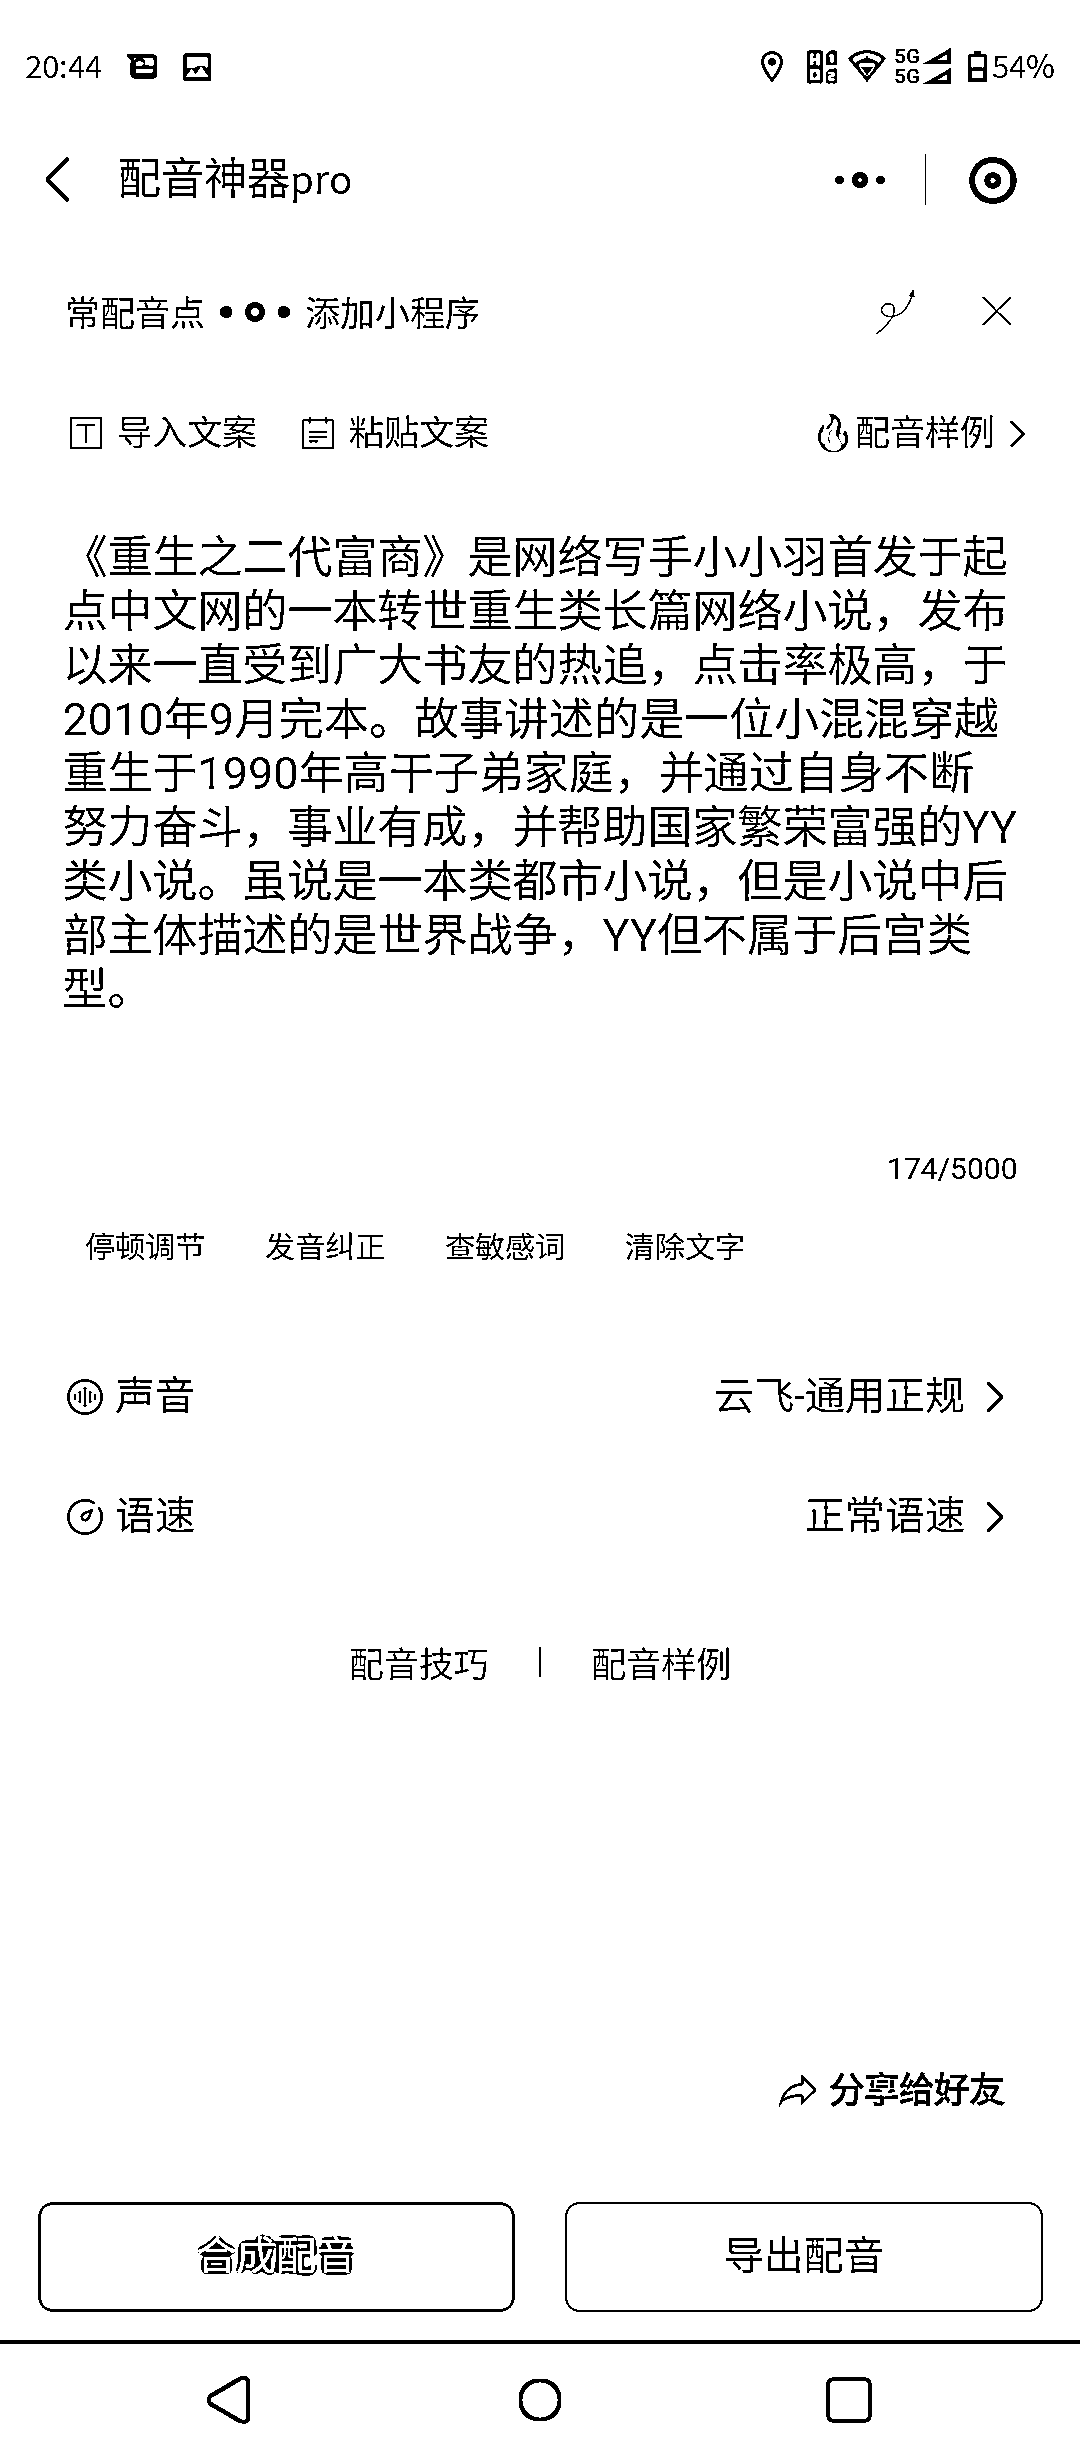 20:44 5G 5G 54%
配音神器pro
常配音点 添加小程序
导入文案 粘贴文案 配音样例
《重生之二代富商》是网络写手小小羽首发于起
点中文网的一本转世重生类长篇网络小说，发布
以来一直受到广大书友的热追，点击率极高，于
2010年9月完本。故事讲述的是一位小混混穿越
重生于1990年高干子弟家庭，并通过自身不断
努力奋斗，事业有成，并帮助国家繁荣富强的YY
类小说。虽说是一本类都市小说，但是小说中后
部主体描述的是世界战争，YY但不属于后宫类
型。
174/5000
停顿调节 发音纠正 查敏感词 清除文字
声音 云飞-通用正规
语速 正常语速
配音技巧 | 配音样例
分享给好友
合成配音 导出配音